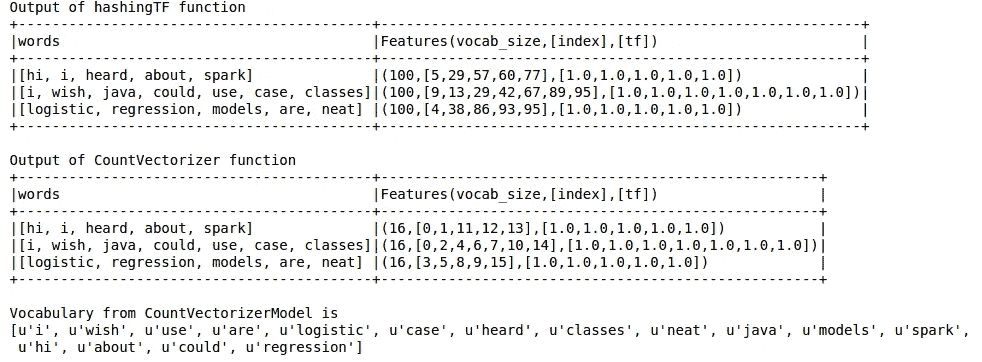 Output of hashingTF function
+------------------------------------------+---------------------------------------------------------+
|words |Features(vocab_size,[index],[tf]) |
+------------------------------------------+---------------------------------------------------------+
|[hi, i, heard, about, spark] |(100,[5,29,57,60,77],[1.0,1.0,1.0,1.0,1.0]) |
|[i, wish, java, could, use, case, classes]|(100,[9,13,29,42,67,89,95],[1.0,1.0,1.0,1.0,1.0,1.0,1.0])|
|[logistic, regression, models, are, neat] |(100,[4,38,86,93,95],[1.0,1.0,1.0,1.0,1.0]) |
+------------------------------------------+---------------------------------------------------------+
Output of CountVectorizer function
+------------------------------------------+----------------------------------------------------+
|words |Features(vocab_size,[index],[tf]) |
+------------------------------------------+----------------------------------------------------+
|[hi, i, heard, about, spark] |(16,[0,1,11,12,13],[1.0,1.0,1.0,1.0,1.0]) |
|[i, wish, java, could, use, case, classes]|(16,[0,2,4,6,7,10,14],[1.0,1.0,1.0,1.0,1.0,1.0,1.0])|
|[logistic, regression, models, are, neat] |(16,[3,5,8,9,15],[1.0,1.0,1.0,1.0,1.0]) |
+------------------------------------------+----------------------------------------------------+
Vocabulary from CountVectorizerModel is
[u'i', u'wish', u'use', u'are', u'logistic', u'case', u'heard', u'classes', u'neat', u'java', u'models', u'spark',
u'hi', u'about', u'could', u'regression']